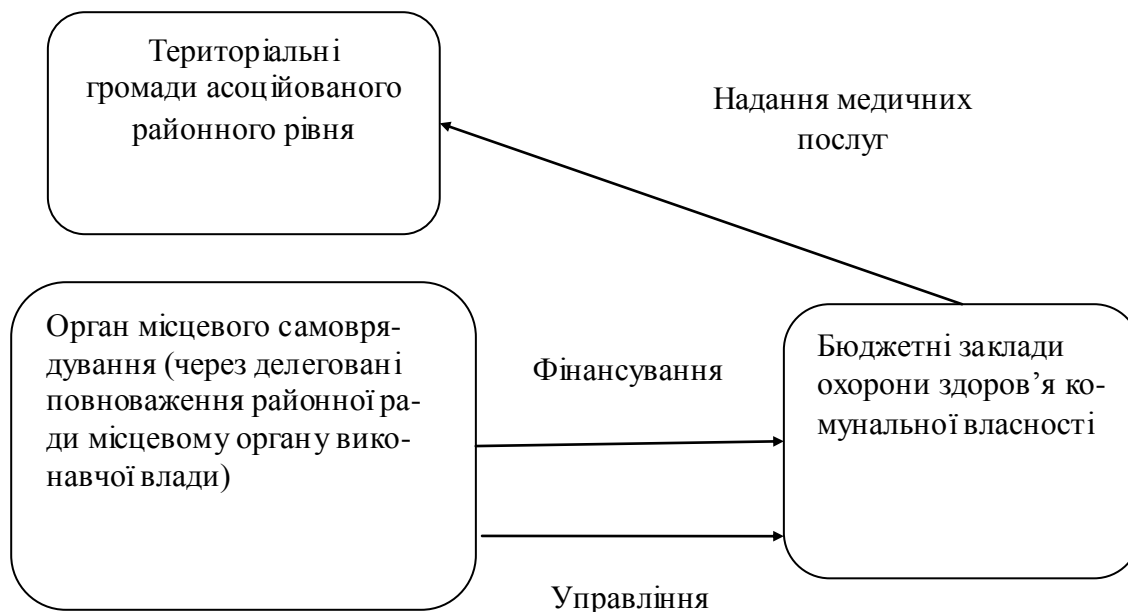 Територіальні
громади асоційованого
районного рівня
Надання медичних
послуг
Орган місцевого самовря-
дування (через делеговані
повноваження районної ра-
ди місцевому органу вико-
навчої влади)
Фінансування
Бюджетні заклади
охорони здоров’я ко-
мунальної власності
Управління